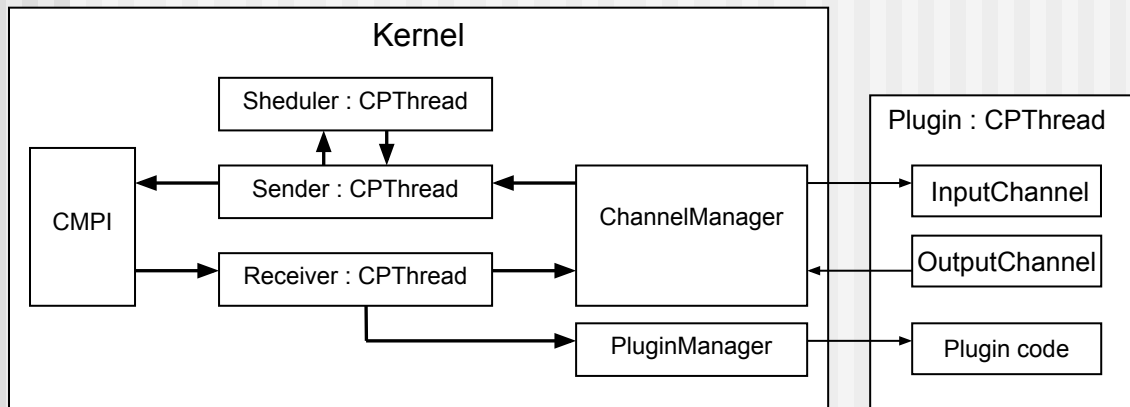 Kernel
Sheduler : CPThread
Plugin : CPThread
Sender : CPThread
InputChannel
CMPI
ChannelManager
OutputChannel
Receiver : CPThread
PluginManager
Plugin code